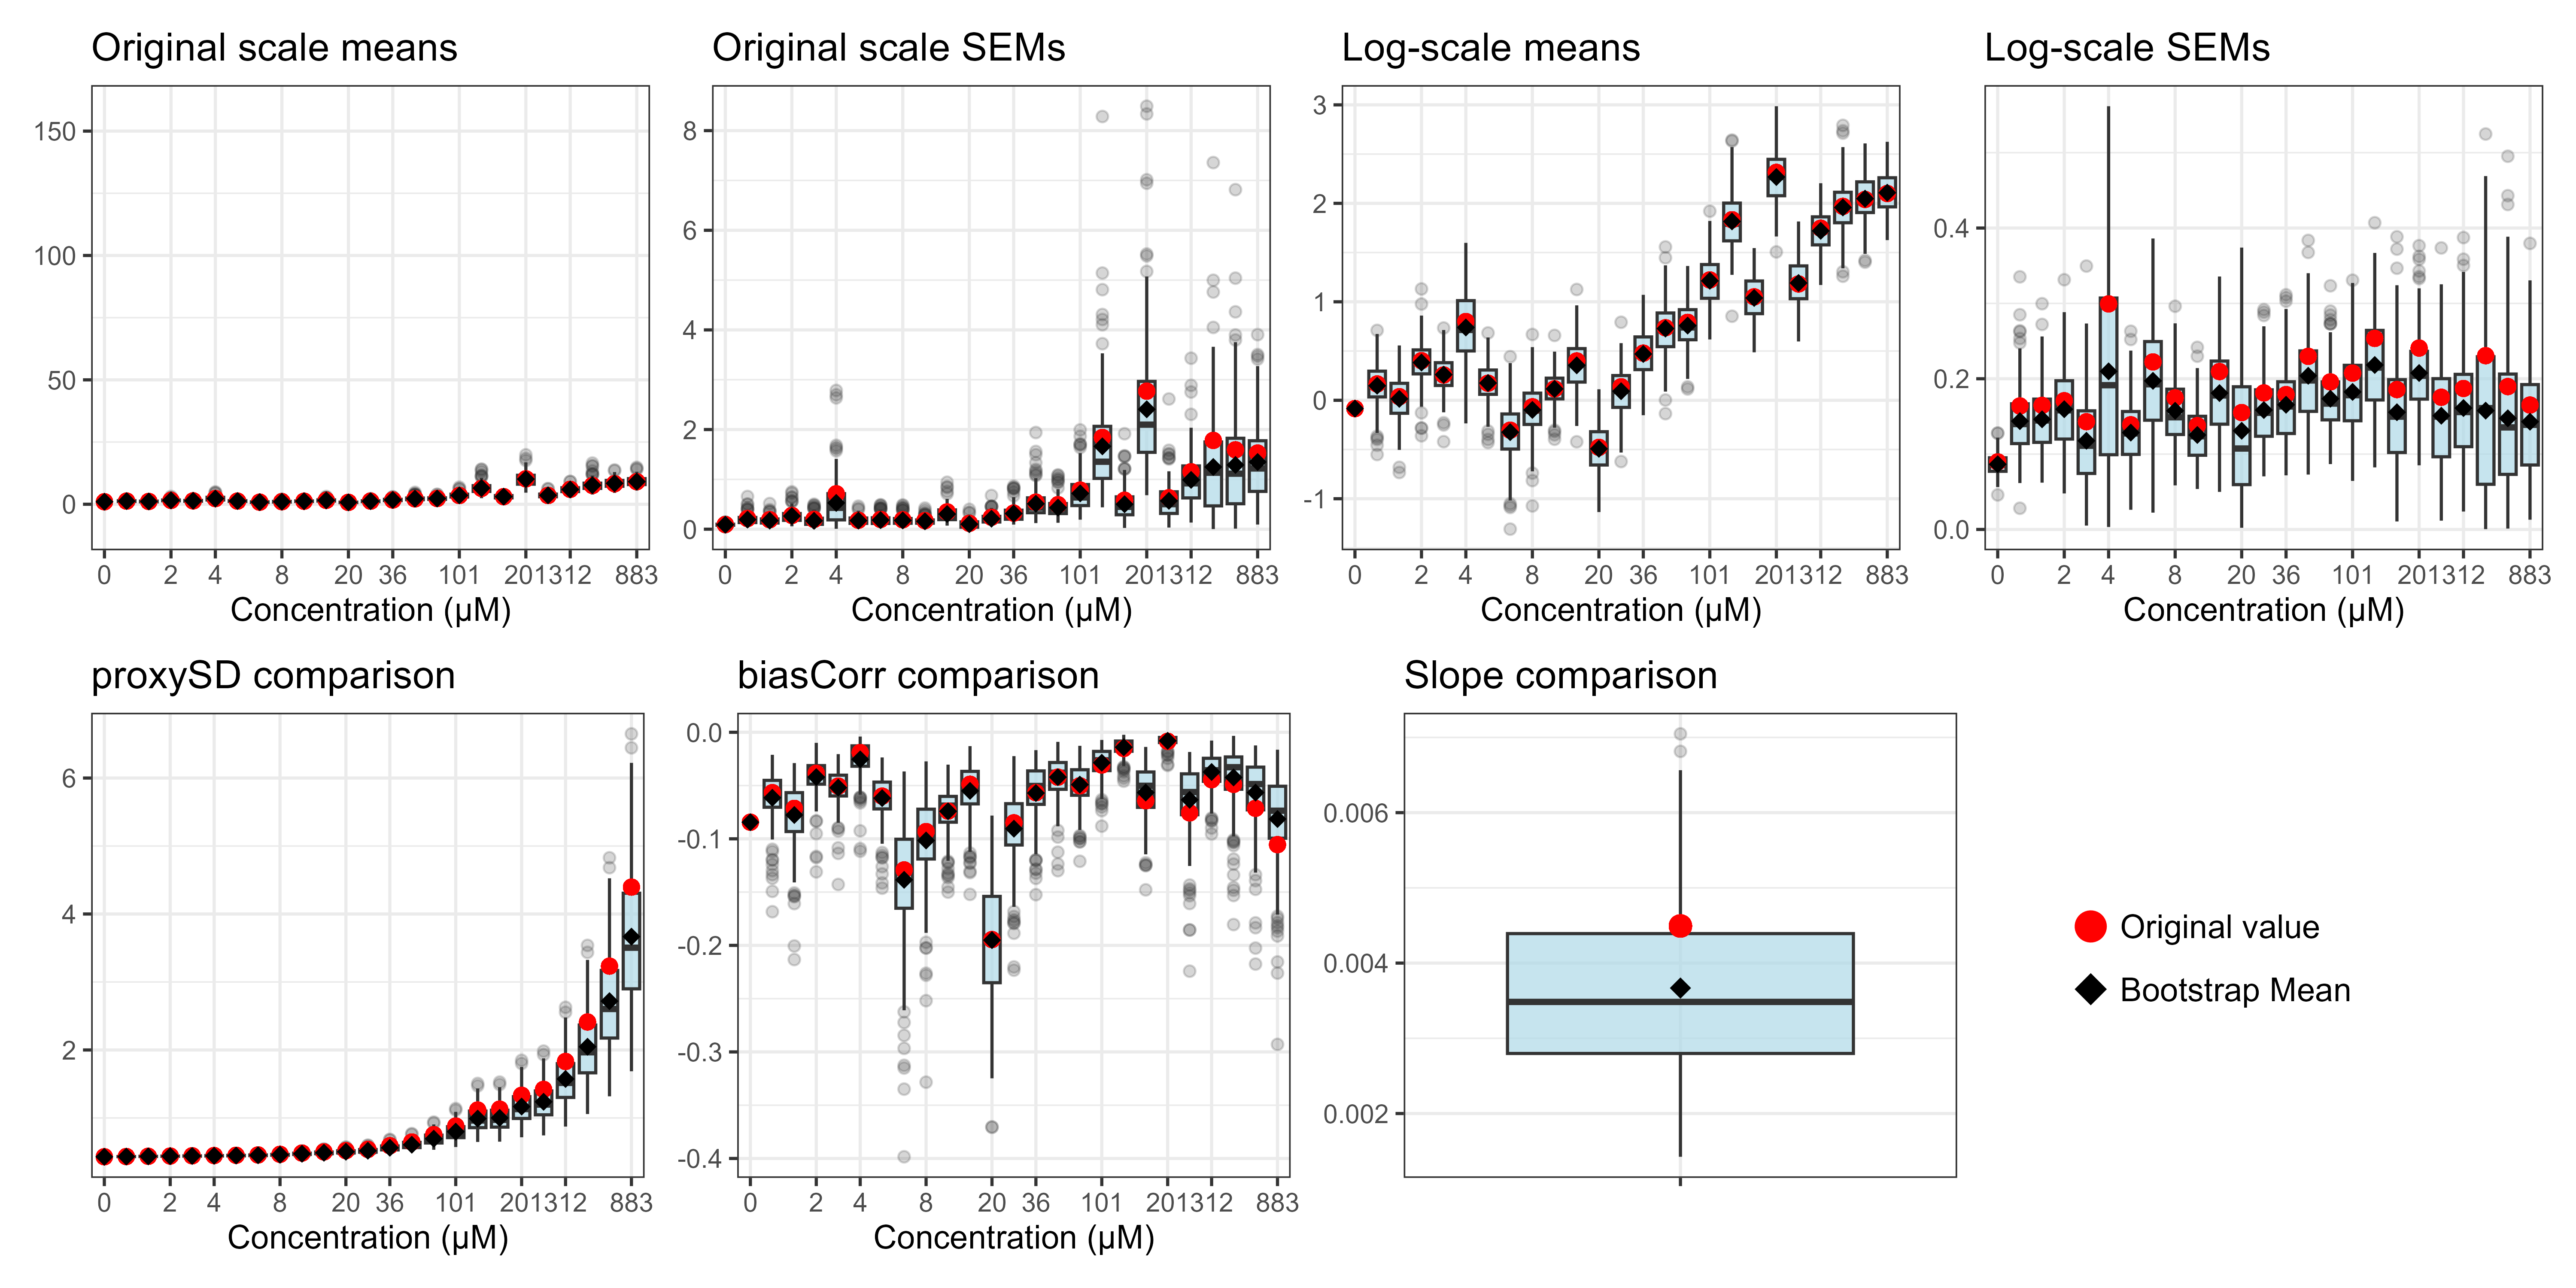 Original scale means
Original scale SEMs
Log-scale means
Log-scale SEMs
150
100
50
0
8
6
4
2
0
3
2
1
0
-1
0.4
0.2
0.0
0 2 4 8 20 36 101 201312 883
0 2 4 8 20 36 101 201312 883
0 2 4 8 20 36 101 201312 883
0 2 4 8 20 36 101 201312 883
Concentration (µM)
Concentration (µM)
Concentration (µM)
Concentration (µM)
proxySD comparison
biasCorr comparison
Slope comparison
6
4
2
0.0
-0.1
-0.2
-0.3
-0.4
0.006
0.004
0.002
Original value
Bootstrap Mean
0 2 4 8 20 36 101 201312 883
0 2 4 8 20 36 101 201312 883
Concentration (µM)
Concentration (µM)